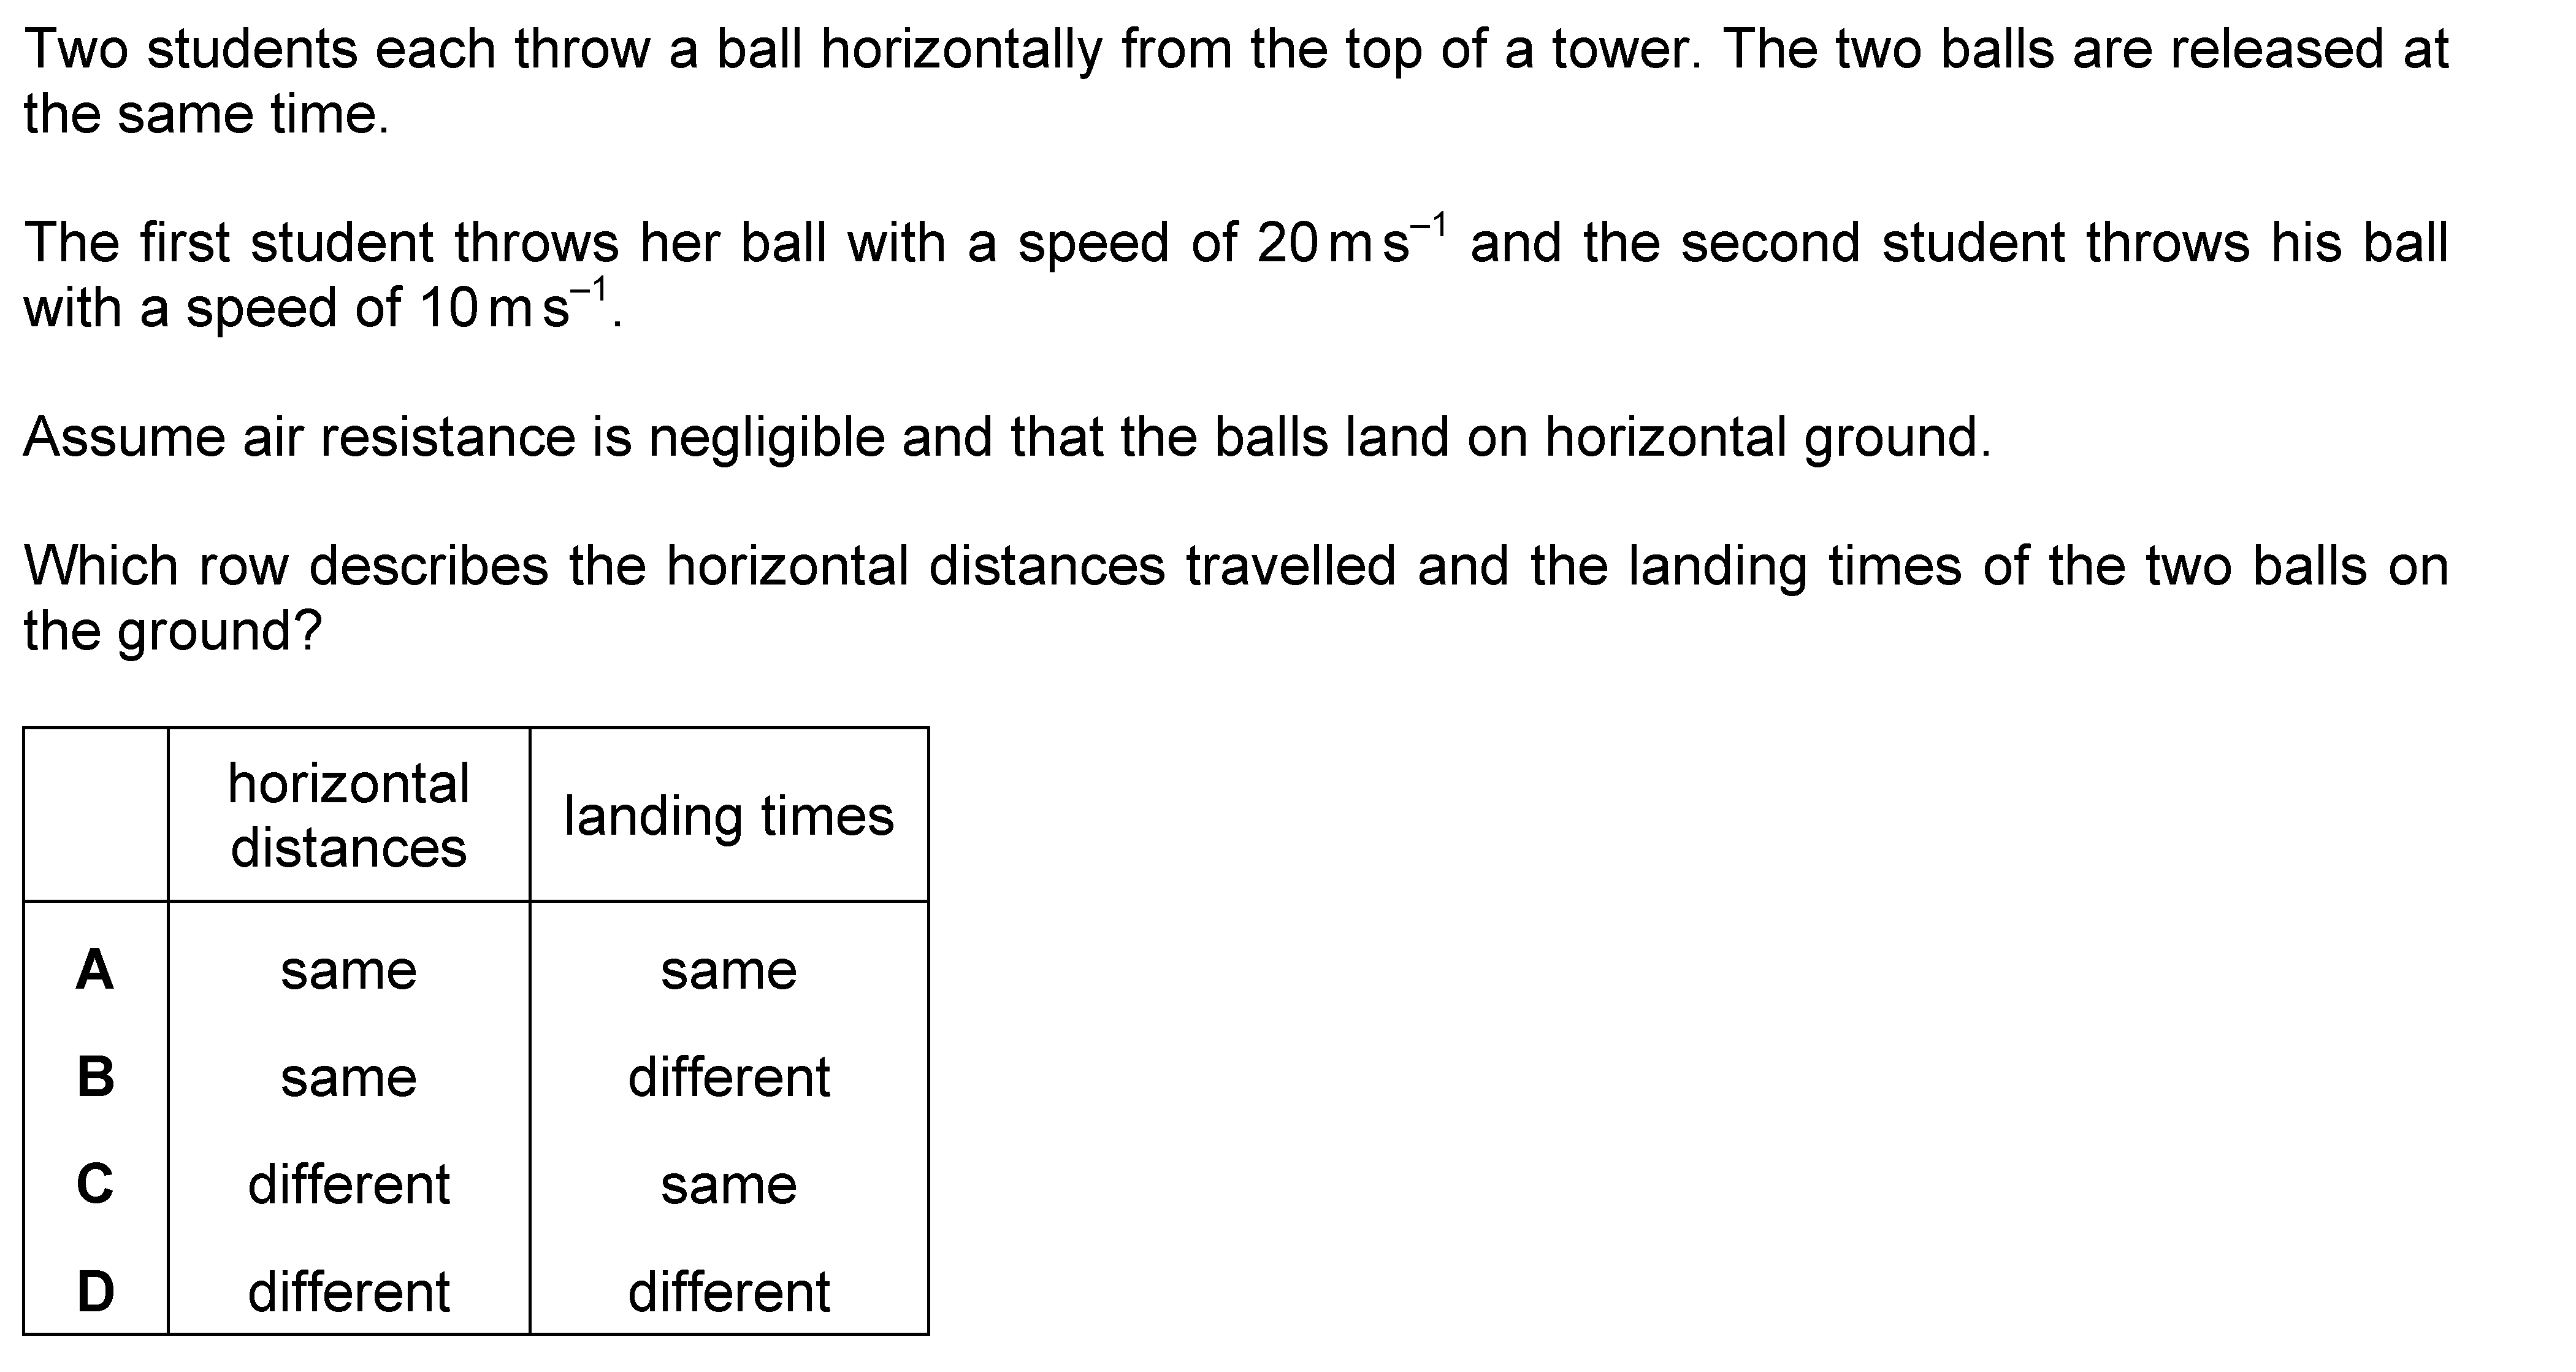 Two students each throw a ball horizontally from the top of a tower. The two balls are released at
the same time.
The first student throws her ball with a speed of 20 m s⁻¹ and the second student throws his ball
with a speed of 10 m s⁻¹.
Assume air resistance is negligible and that the balls land on horizontal ground.
Which row describes the horizontal distances travelled and the landing times of the two balls on
the ground?
horizontal
distances
landing times
A same same
B same different
C different same
D different different